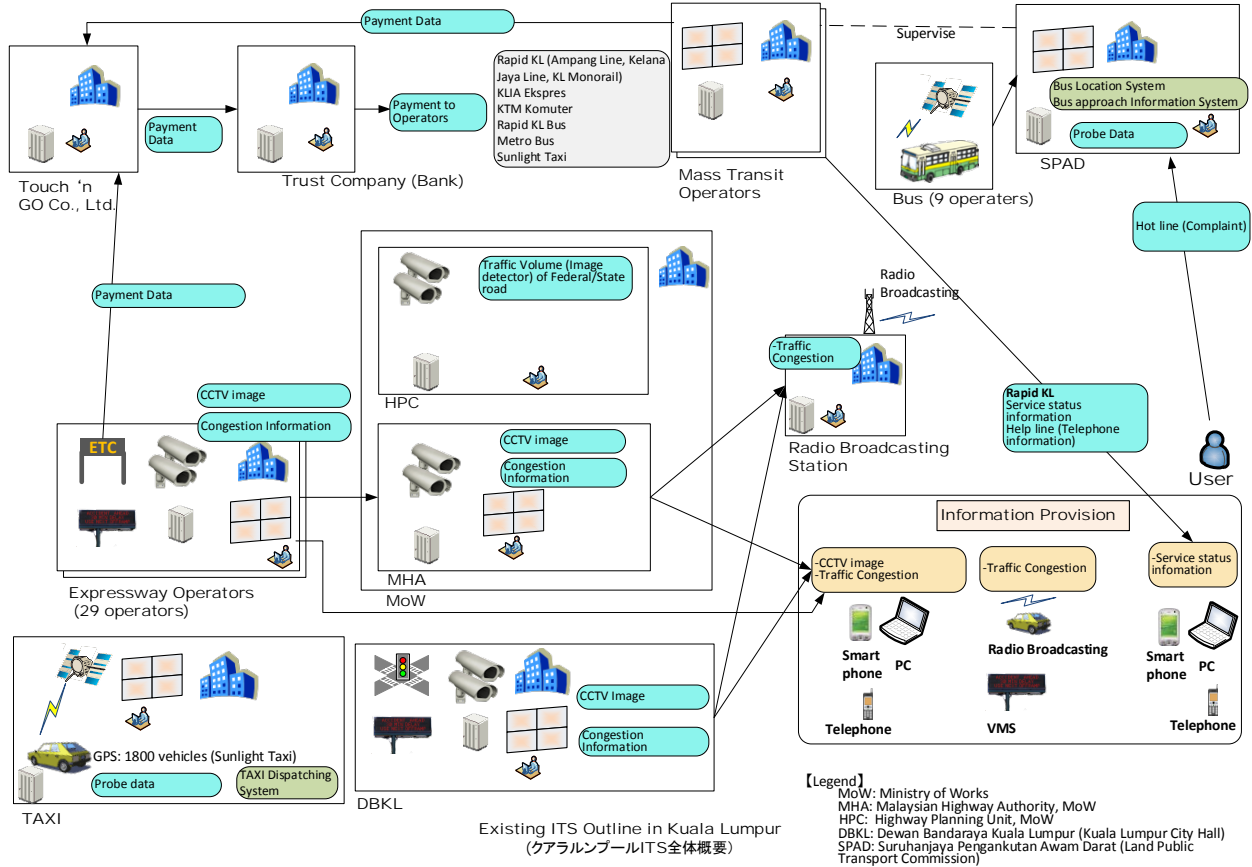 Payment Data
Supervise
Rapid KL (Ampang Line, Kelana
Jaya Line, KL Monorail)
KLIA Ekspres
KTM Komuter
Rapid KL Bus
Metro Bus
Sunlight Taxi
Payment
Data
Payment to
Operators
Touch ‘n
GO Co., Ltd.
Trust Company (Bank)
Mass Transit
Operators
Bus (9 operaters)
Bus Location System
Bus approach Information System
Probe Data
SPAD
Hot line (Complaint)
User
Payment Data
Traffic Volume (Image
detector) of Federal/State
road
HPC
Radio
Broadcasting
-Traffic
Congestion
Radio Broadcasting
Station
Rapid KL
Service status
information
Help line (Telephone
information)
CCTV image
Congestion Information
ETC
Expressway Operators
(29 operators)
CCTV image
Congestion
Information
MHA
MoW
Information Provision
-CCTV image
-Traffic Congestion
-Traffic Congestion
-Service status
infomation
Smart
phone
PC
Telephone
Radio Broadcasting
VMS
Smart
phone
PC
Telephone
GPS: 1800 vehicles (Sunlight Taxi)
Probe data
TAXI Dispatching
System
TAXI
CCTV Image
Congestion
Information
DBKL
Existing ITS Outline in Kuala Lumpur
(クアラルンプールITS全体概要)
【Legend】
MoW: Ministry of Works
MHA: Malaysian Highway Authority, MoW
HPC: Highway Planning Unit, MoW
DBKL: Dewan Bandaraya Kuala Lumpur (Kuala Lumpur City Hall)
SPAD: Suruhanjaya Pengankutan Awam Darat (Land Public
Transport Commission)